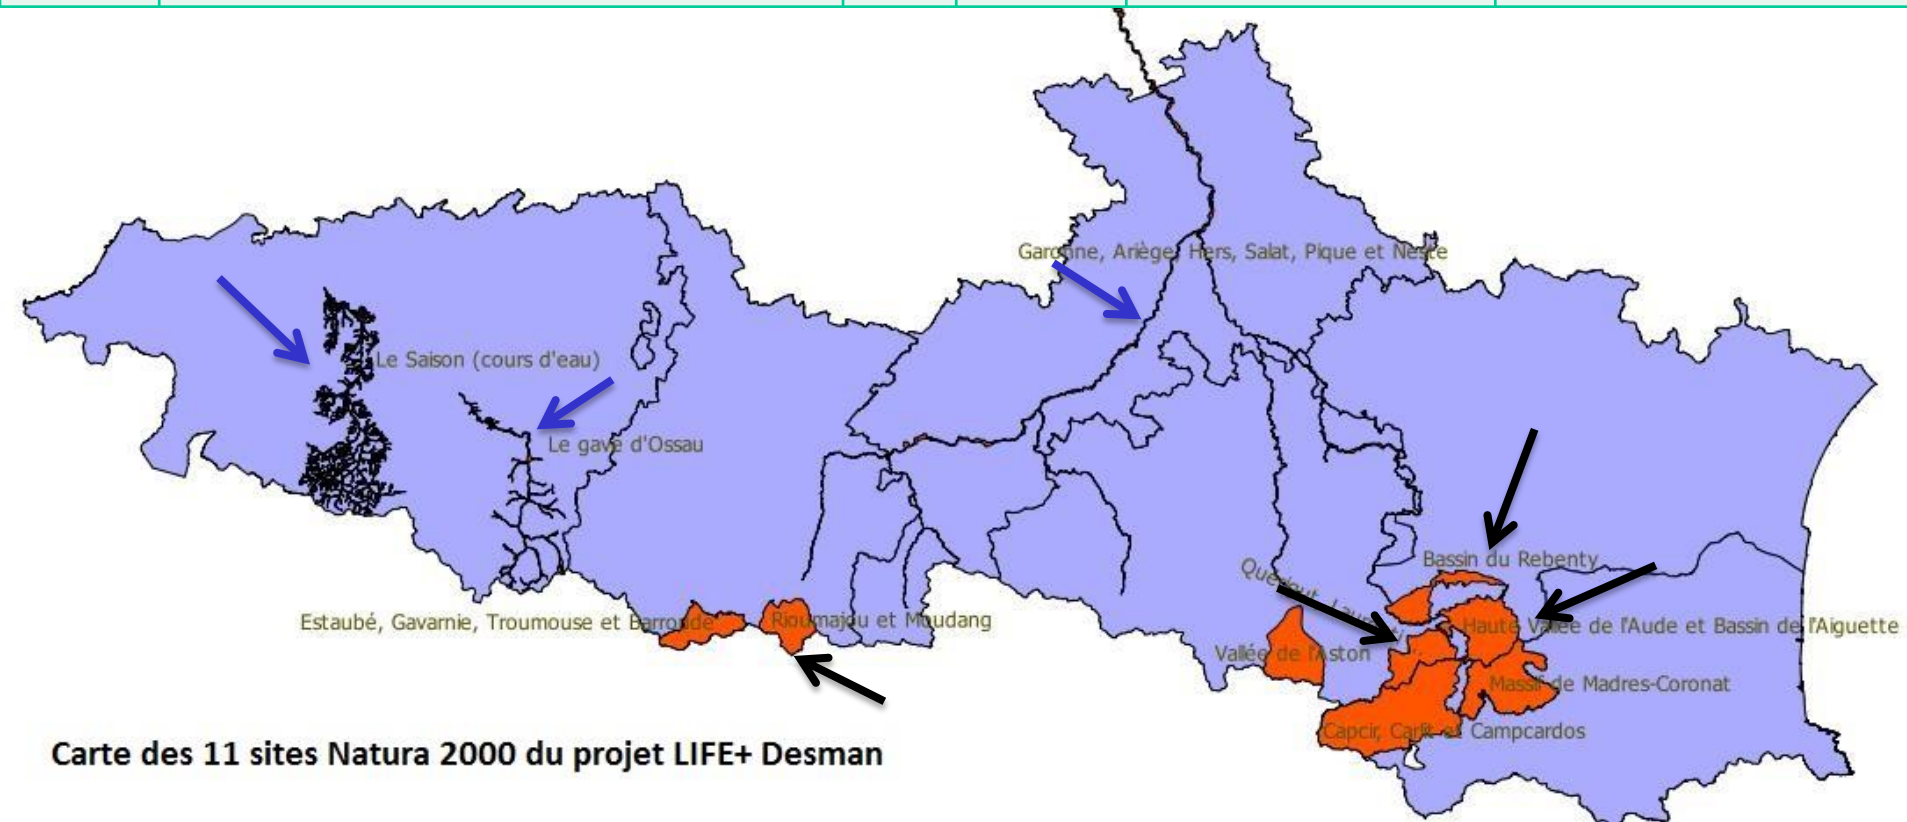 Garonne, Ariège, Hers, Salat, Pique et Neste
Le Saison (cours d'eau)
Le gave d'Ossau
Bassin du Rebenty
Estaubé, Gavarnie, Troumouse et Barroude
Rioumajou et Moudang
Haute Vallée de l'Aude et Bassin de l'Aiguette
Vallée de l'Aston
Massif de Madres-Coronat
Capcir, Carlit et Campcardos
Carte des 11 sites Natura 2000 du projet LIFE+ Desman